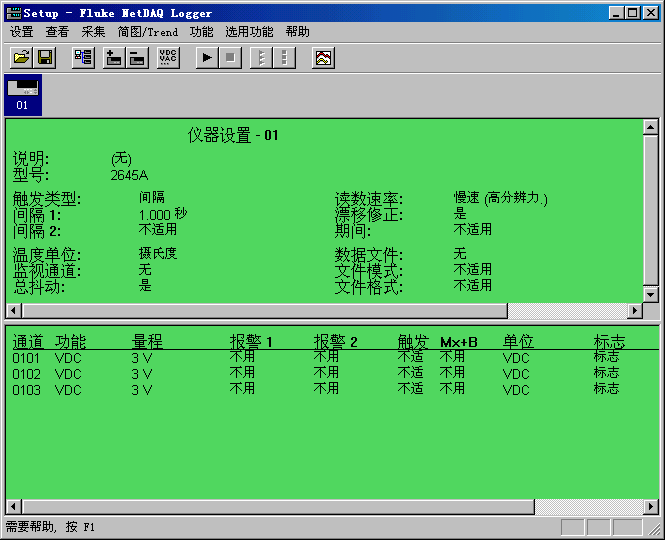 Setup - Fluke NetDAQ Logger
设置 查看 采集 简图/Trend 功能 选用功能 帮助
VDC
VAC
01
仪器设置 - 01
说明: (无)
型号: 2645A
触发类型: 间隔 读数速率: 慢速 (高分辨力.)
间隔 1: 1.000 秒 漂移修正: 是
间隔 2: 不适用 期间: 不适用
温度单位: 摄氏度 数据文件: 无
监视通道: 无 文件模式: 不适用
总抖动: 是 文件格式: 不适用
通道 功能 量程 报警 1 报警 2 触发 Mx+B 单位 标志
0101 VDC 3 V 不用 不用 不适 不用 VDC 标志
0102 VDC 3 V 不用 不用 不适 不用 VDC 标志
0103 VDC 3 V 不用 不用 不适 不用 VDC 标志
需要帮助, 按 F1